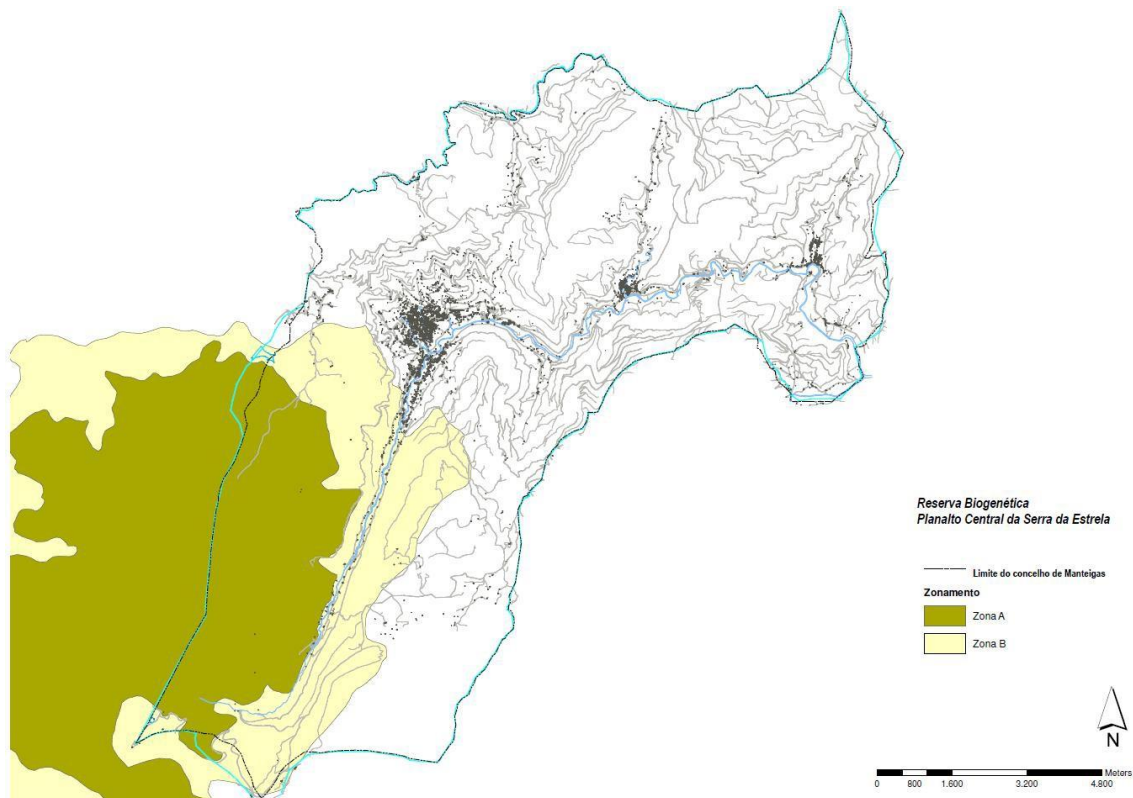 Reserva Biogenética
Planalto Central da Serra da Estrela
Limite do concelho de Manteigas
Zonamento
Zona A
Zona B
N
Meters
0 800 1.600 3.200 4.800